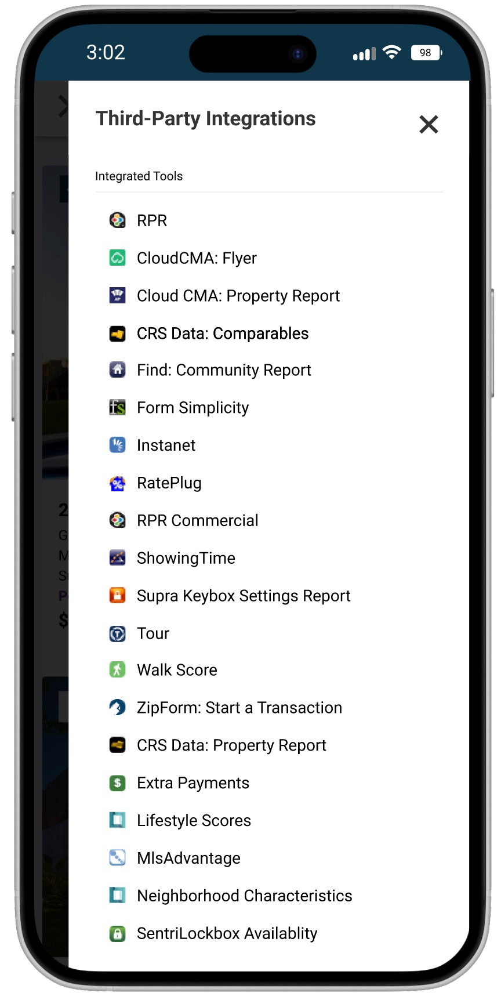 3:02
98
Third-Party Integrations
Integrated Tools
RPR
CloudCMA: Flyer
Cloud CMA: Property Report
CRS Data: Comparables
Find: Community Report
fs Form Simplicity
Instanet
% RatePlug
RPR Commercial
ShowingTime
Supra Keybox Settings Report
T Tour
Walk Score
ZipForm: Start a Transaction
CRS Data: Property Report
$ Extra Payments
Lifestyle Scores
MlsAdvantage
Neighborhood Characteristics
SentriLockbox Availablity
2
G
M
P
$